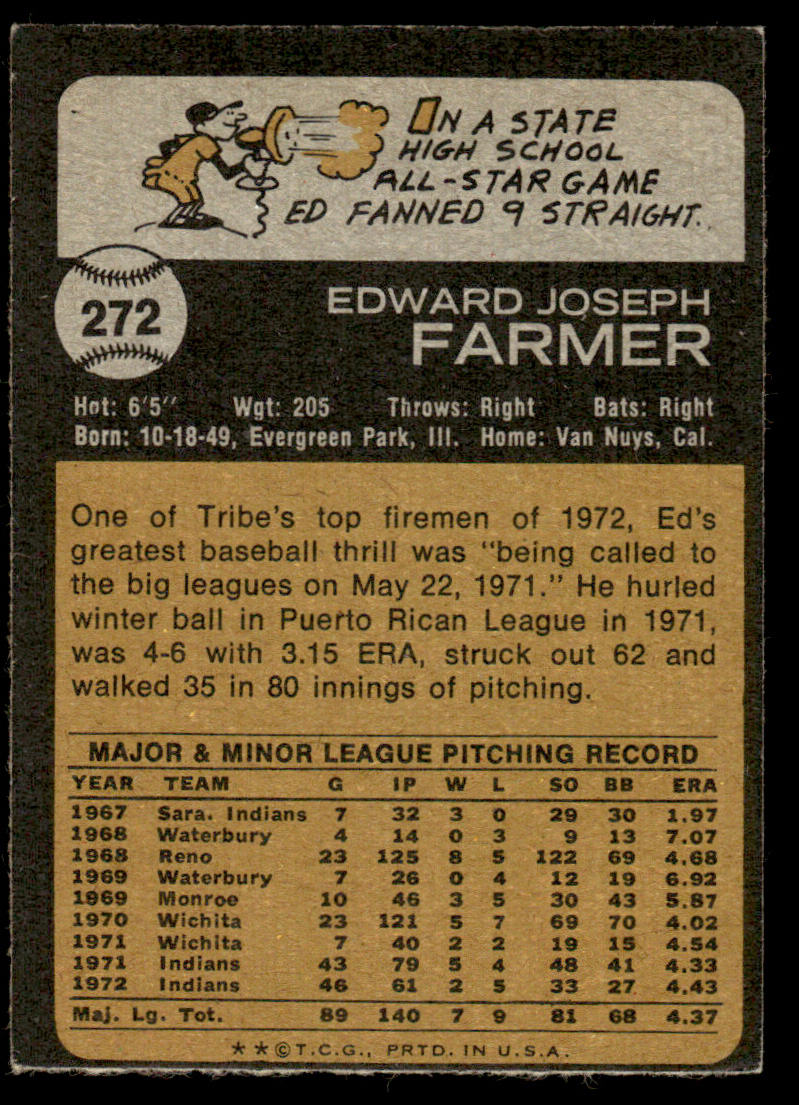 ON A STATE
HIGH SCHOOL
ALL-STAR GAME
ED FANNED 9 STRAIGHT.
272
EDWARD JOSEPH
FARMER
Hgt: 6'5" Wgt: 205 Throws: Right Bats: Right
Born: 10-18-49, Evergreen Park, Ill. Home: Van Nuys, Cal.
One of Tribe's top firemen of 1972, Ed's
greatest baseball thrill was "being called to
the big leagues on May 22, 1971." He hurled
winter ball in Puerto Rican League in 1971,
was 4-6 with 3.15 ERA, struck out 62 and
walked 35 in 80 innings of pitching.
MAJOR & MINOR LEAGUE PITCHING RECORD
YEAR TEAM G IP W L SO BB ERA
1967 Sara. Indians 7 32 3 0 29 30 1.97
1968 Waterbury 4 14 0 3 9 13 7.07
1968 Reno 23 125 8 5 122 69 4.68
1969 Waterbury 7 26 0 4 12 19 6.92
1969 Monroe 10 46 3 5 30 43 5.87
1970 Wichita 23 121 5 7 69 70 4.02
1971 Wichita 7 40 2 2 19 15 4.54
1971 Indians 43 79 5 4 48 41 4.33
1972 Indians 46 61 2 5 33 27 4.43
Maj. Lg. Tot. 89 140 7 9 81 68 4.37
* * © T.C.G., PRTD. IN U.S.A.